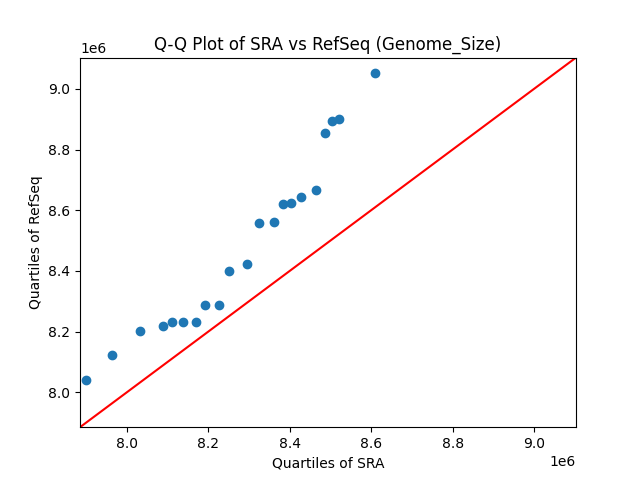 Q-Q Plot of SRA vs RefSeq (Genome_Size)
1e6
9.0
8.8
8.6
8.4
8.2
8.0
Quartiles of RefSeq
8.0 8.2 8.4 8.6 8.8 9.0
Quartiles of SRA
1e6